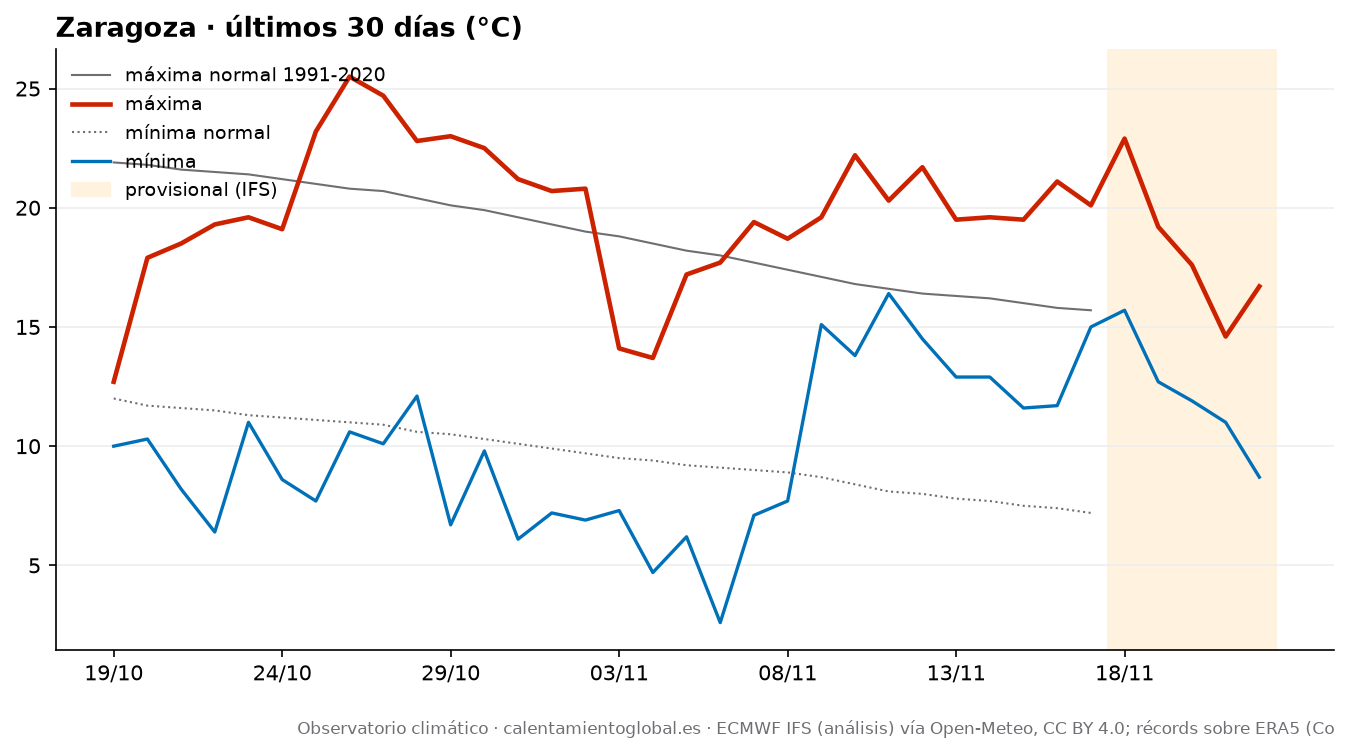 Zaragoza · últimos 30 días (°C)
máxima normal 1991-2020
máxima
mínima normal
mínima
provisional (IFS)
25
20
15
10
5
19/10
24/10
29/10
03/11
08/11
13/11
18/11
Observatorio climático · calentamientoglobal.es · ECMWF IFS (análisis) vía Open-Meteo, CC BY 4.0; récords sobre ERA5 (Co